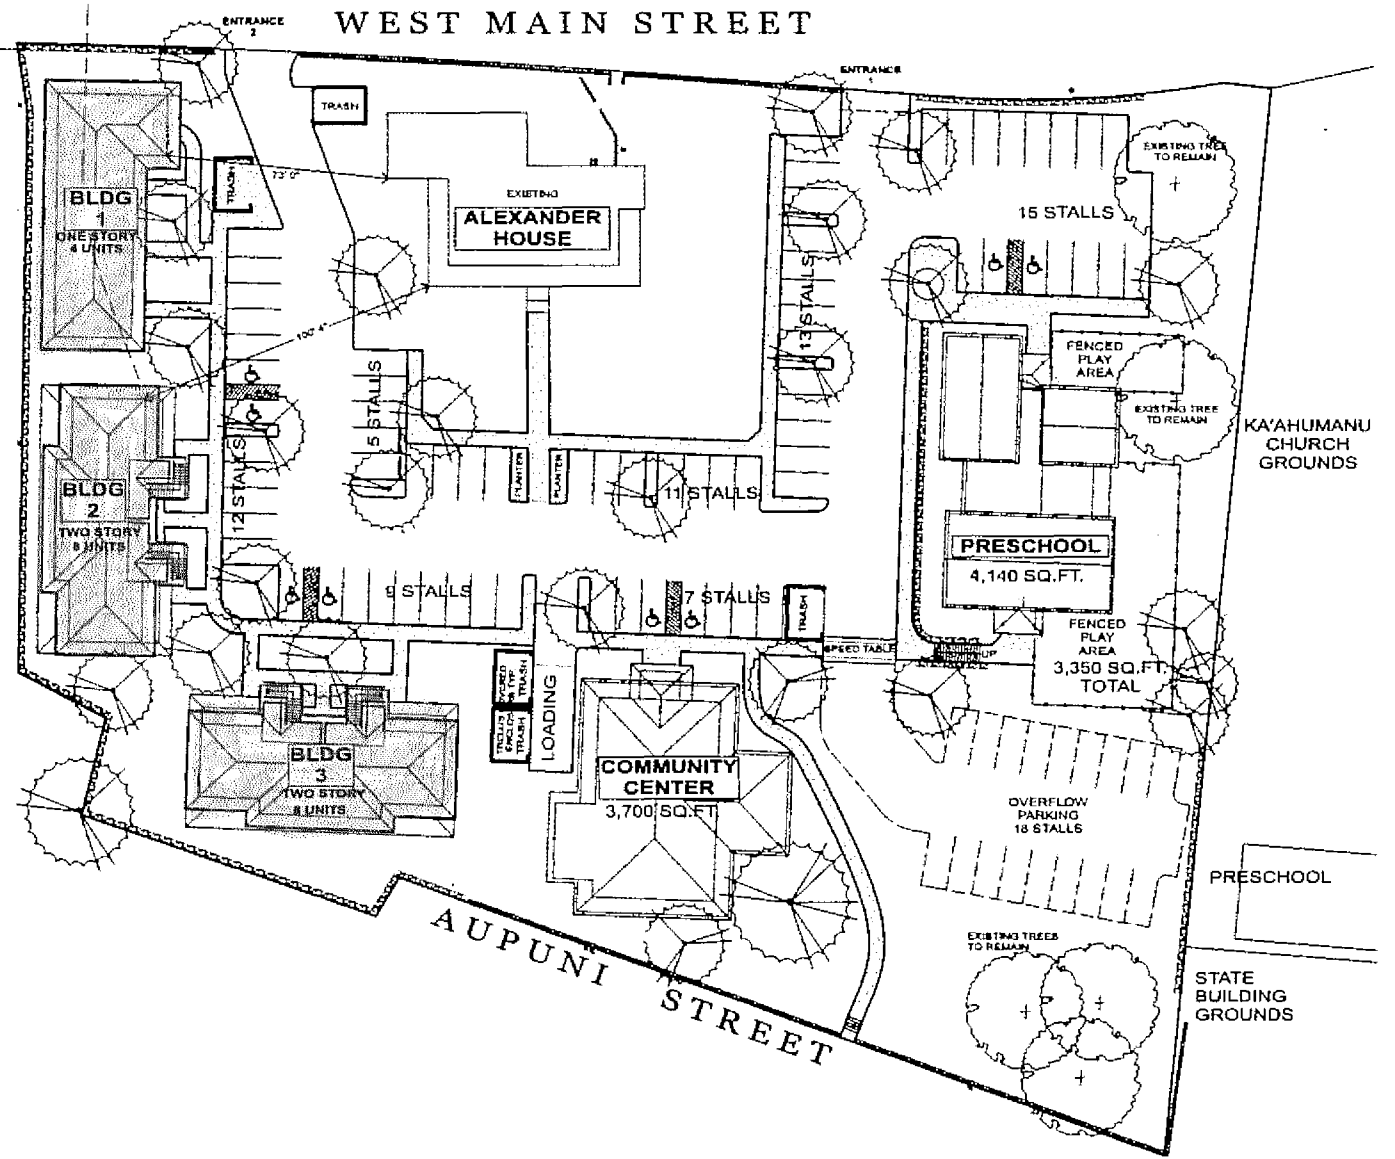 WEST MAIN STREET
ENTRANCE
2
ENTRANCE
1
TRASH
TRASH
73' 0"
EXISTING
ALEXANDER
HOUSE
BLDG
1
ONE STORY
4 UNITS
EXISTING TREE
TO REMAIN
15 STALLS
13 STALLS
100' 4"
5 STALLS
12 STALLS
FENCED
PLAY
AREA
EXISTING TREE
TO REMAIN
KA'AHUMANU
CHURCH
GROUNDS
PLANTER
PLANTER
11 STALLS
BLDG
2
TWO STORY
8 UNITS
PRESCHOOL
4,140 SQ.FT.
9 STALLS
7 STALLS
TRASH
FENCED
PLAY
AREA
3,350 SQ.FT.
TOTAL
SPEED TABLE
UP
TRASH
TRASH
LOADING
BLDG
3
TWO STORY
8 UNITS
COMMUNITY
CENTER
3,700 SQ.FT.
OVERFLOW
PARKING
18 STALLS
PRESCHOOL
EXISTING TREES
TO REMAIN
STATE
BUILDING
GROUNDS
AUPUNI STREET